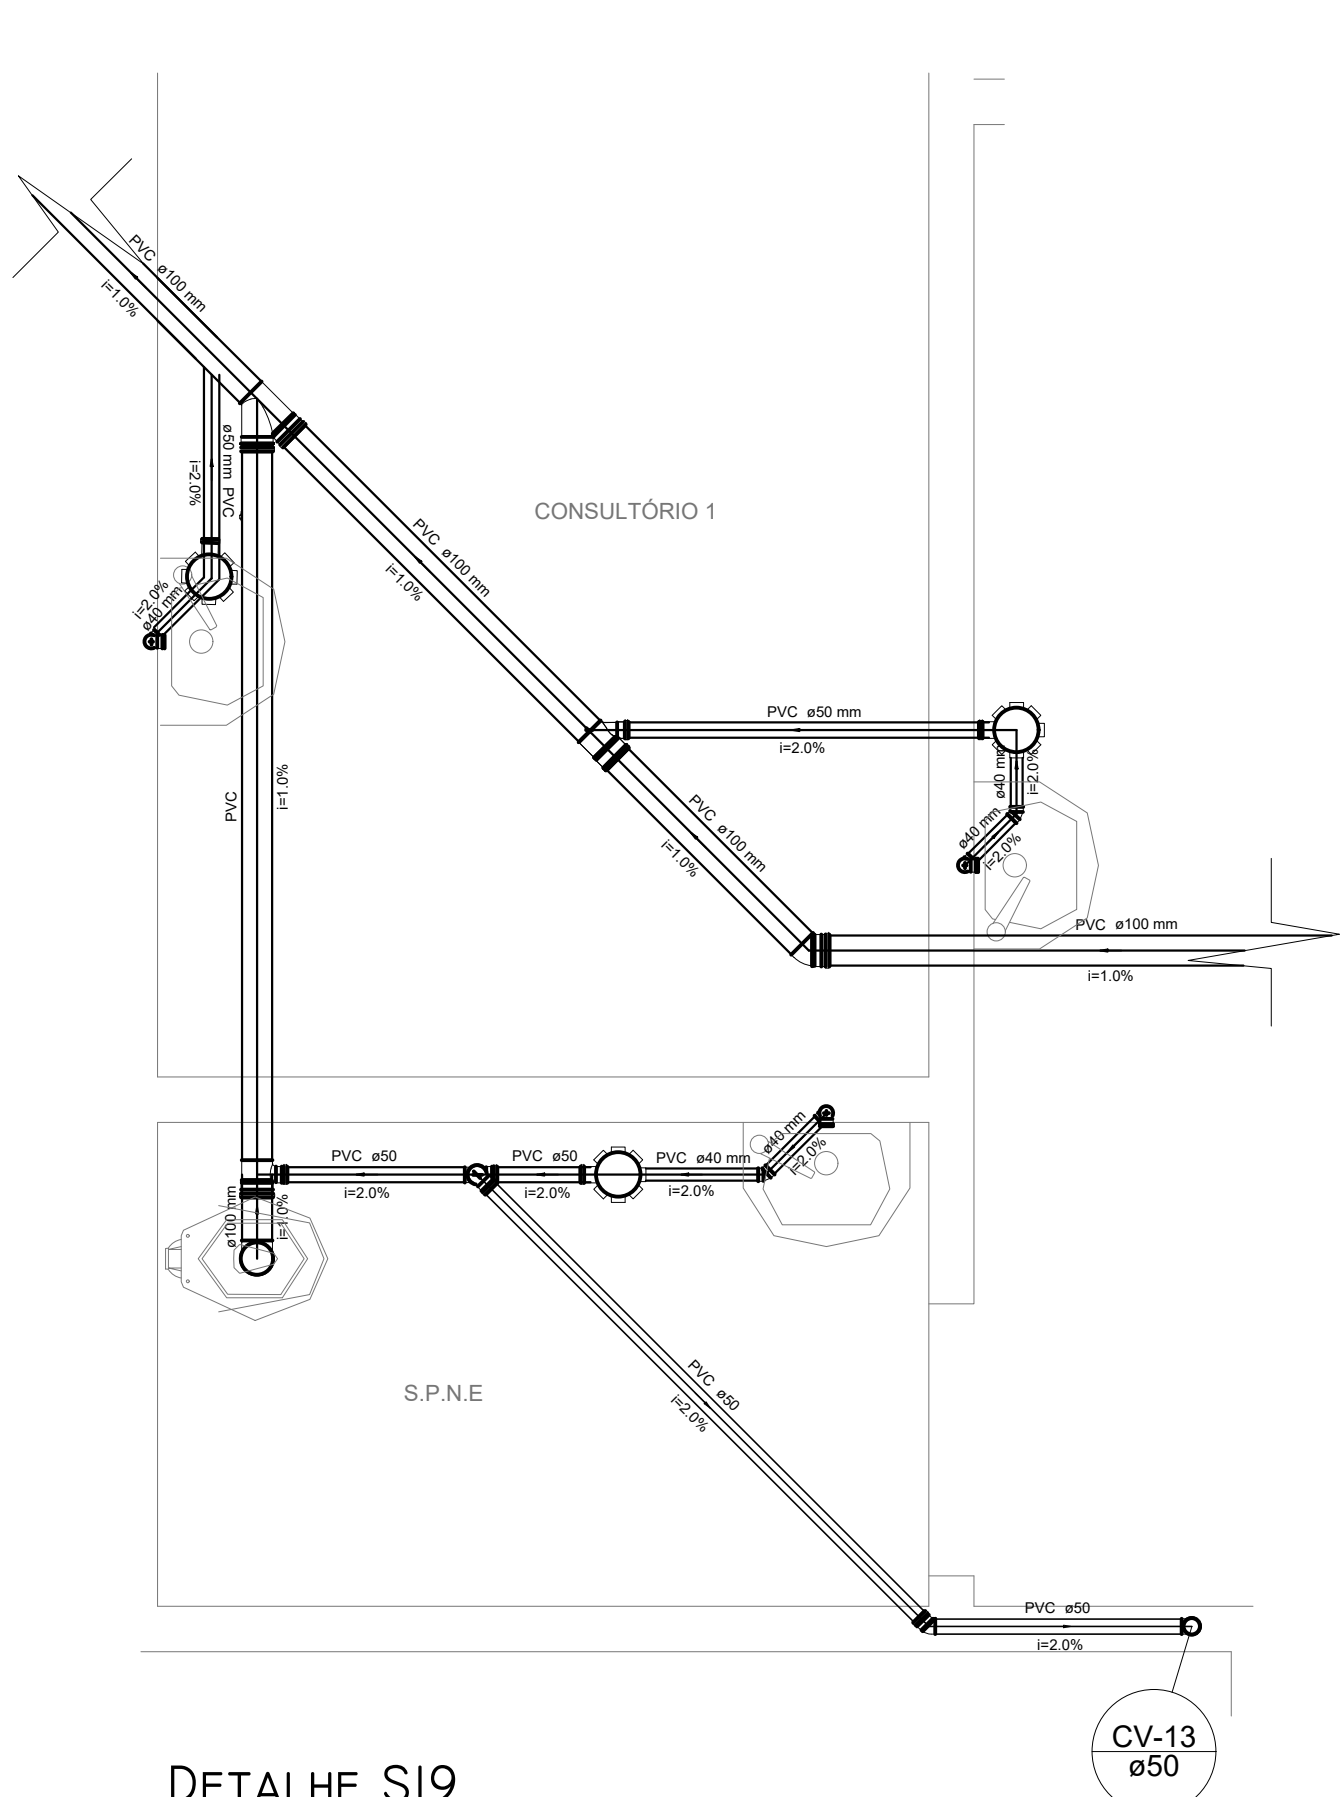 PVC ø100 mm
i=1.0%
ø50 mm PVC
i=2.0%
i=2.0%
ø40 mm
CONSULTÓRIO 1
PVC ø100 mm
i=1.0%
PVC ø50 mm
i=2.0%
ø40 mm
i=2.0%
PVC
i=1.0%
PVC ø100 mm
i=1.0%
ø40 mm
i=2.0%
PVC ø100 mm
i=1.0%
PVC ø50
i=2.0%
PVC ø50
i=2.0%
PVC ø40 mm
i=2.0%
ø40 mm
i=2.0%
ø100 mm
i=1.0%
S.P.N.E
PVC ø50
i=2.0%
PVC ø50
i=2.0%
CV-13
ø50
DETALHE S19